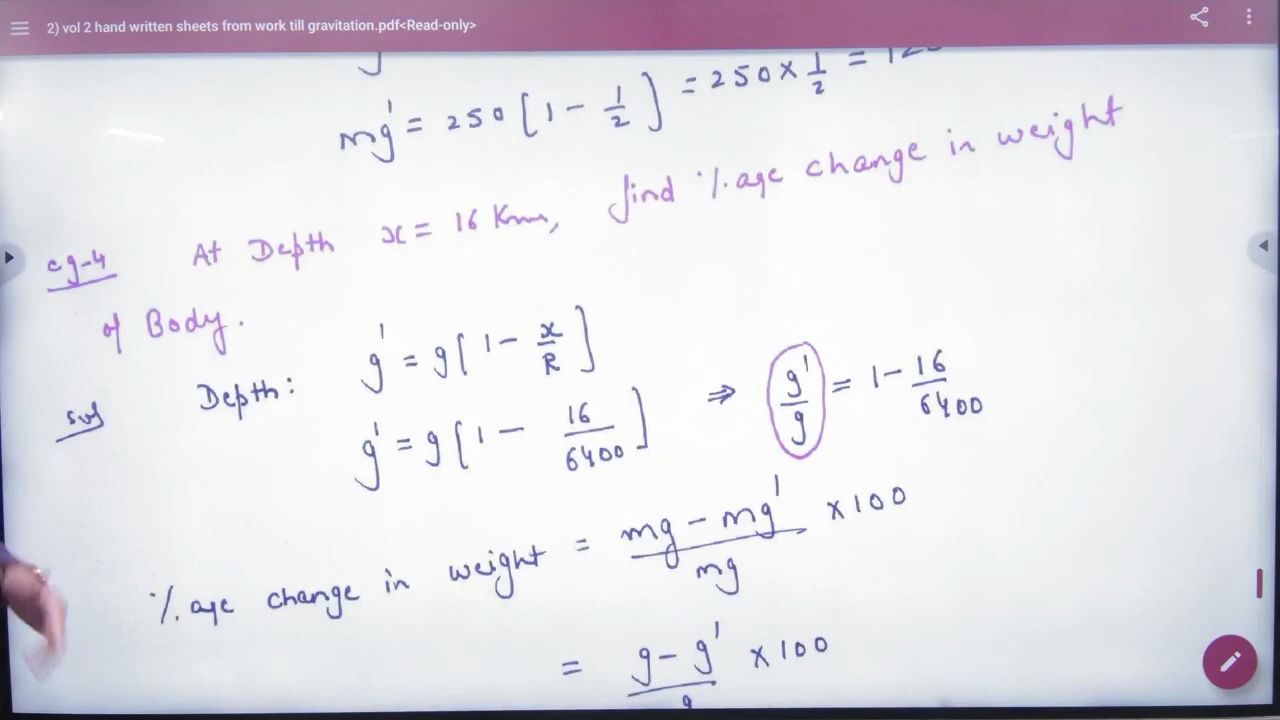 2) vol 2 hand written sheets from work till gravitation.pdf<Read-only>
mg' = 250 [1 - 1/2] = 250 × 1/2 =
eg-4 At Depth x = 16 Km, find %age change in weight
of Body.
Sol Depth: g' = g[1 - x/R]
g' = g[1 - 16/6400] ⇒ g'/g = 1 - 16/6400
%age change in weight = mg - mg'/mg × 100
= g - g'/g × 100